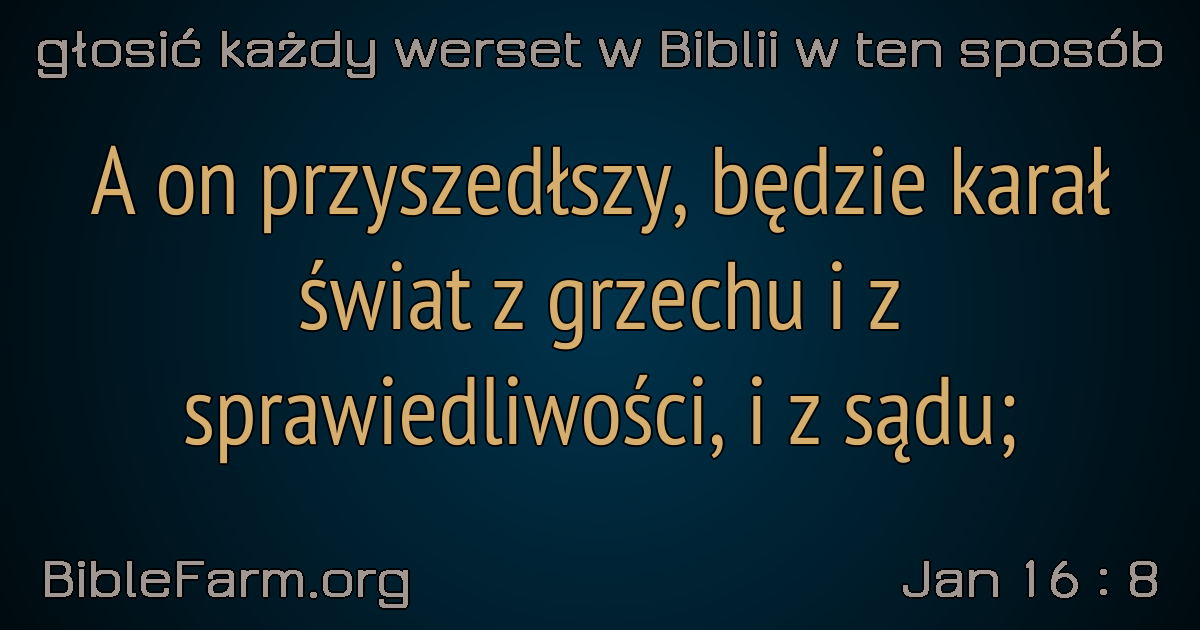 głosić każdy werset w Biblii w ten sposób
A on przyszedłszy, będzie karał
świat z grzechu i z
sprawiedliwości, i z sądu;
BibleFarm.org
Jan 16 : 8